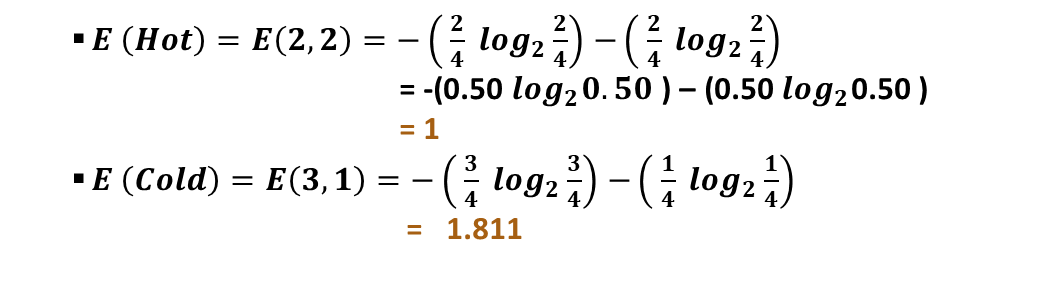 ▪ E (Hot) = E(2, 2) = − (2/4 log₂ 2/4) − (2/4 log₂ 2/4)
= -(0.50 log₂ 0. 50 ) – (0.50 log₂ 0.50 )
= 1
▪ E (Cold) = E(3, 1) = − (3/4 log₂ 3/4) − (1/4 log₂ 1/4)
= 1.811